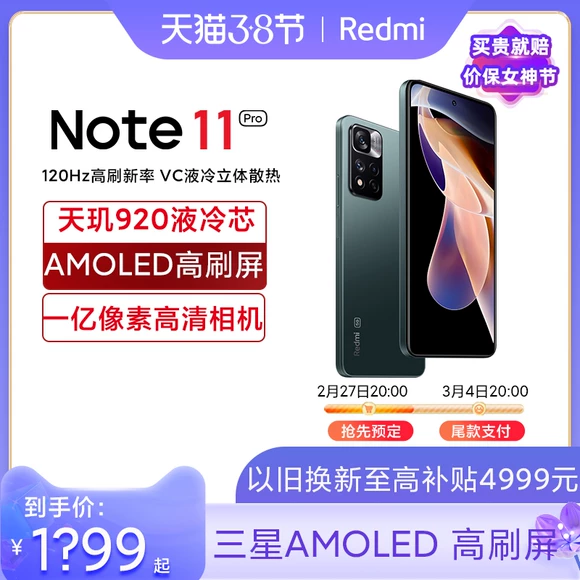 天猫3·8节 Redmi
买贵就赔
价保女神节
Note 11 Pro
120Hz高刷新率 VC液冷立体散热
天玑920液冷芯
AMOLED高刷屏
一亿像素高清相机
Redmi 5G
2月27日20:00 3月4日20:00
抢先预定 尾款支付
以旧换新至高补贴4999元
到手价:
¥1?99起
三星AMOLED 高刷屏